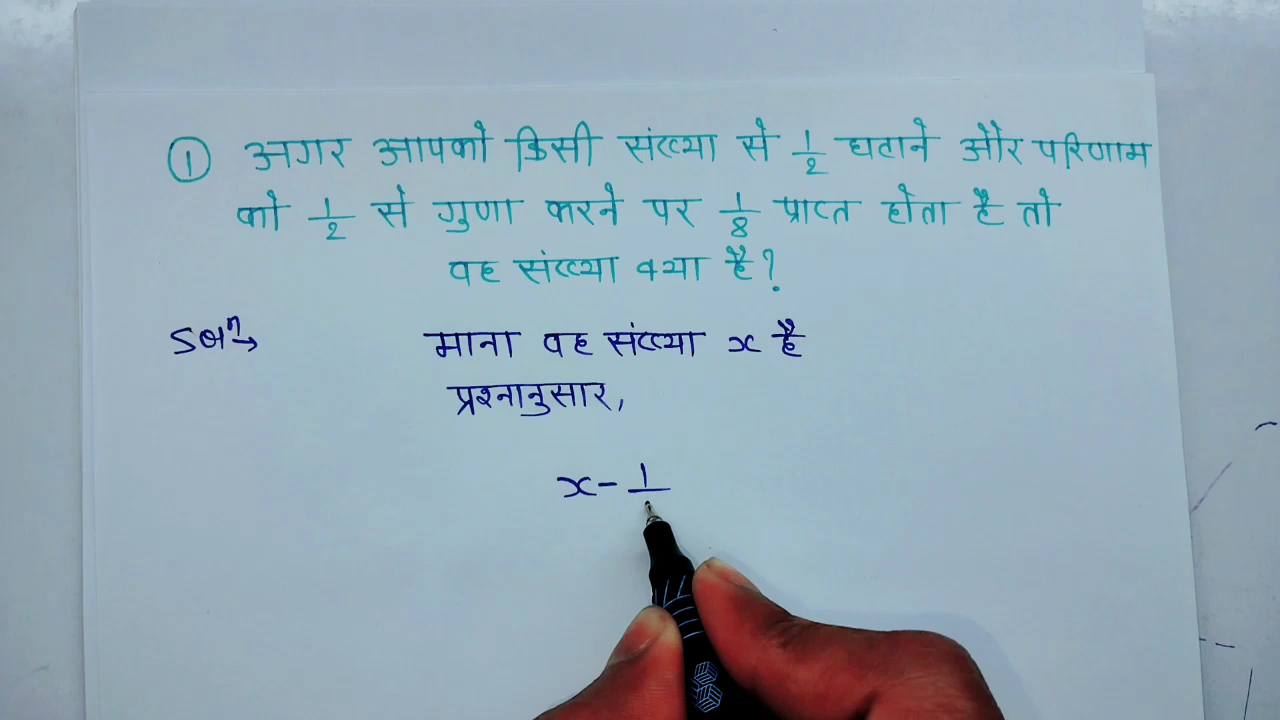 ① अगर आपको किसी संख्या से 1/2 घटाने और परिणाम
को 1/2 से गुणा करने पर 1/8 प्राप्त होता है तो
वह संख्या क्या है?
Solⁿ→ माना वह संख्या x है
प्रश्नानुसार,
x - 1/